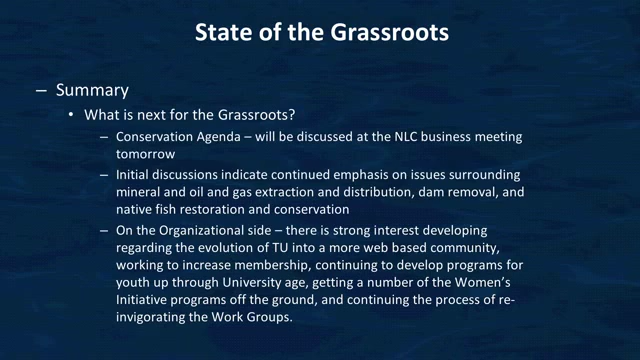 State of the Grassroots
– Summary
• What is next for the Grassroots?
– Conservation Agenda – will be discussed at the NLC business meeting
tomorrow
– Initial discussions indicate continued emphasis on issues surrounding
mineral and oil and gas extraction and distribution, dam removal, and
native fish restoration and conservation
– On the Organizational side – there is strong interest developing
regarding the evolution of TU into a more web based community,
working to increase membership, continuing to develop programs for
youth up through University age, getting a number of the Women's
Initiative programs off the ground, and continuing the process of re-
invigorating the Work Groups.